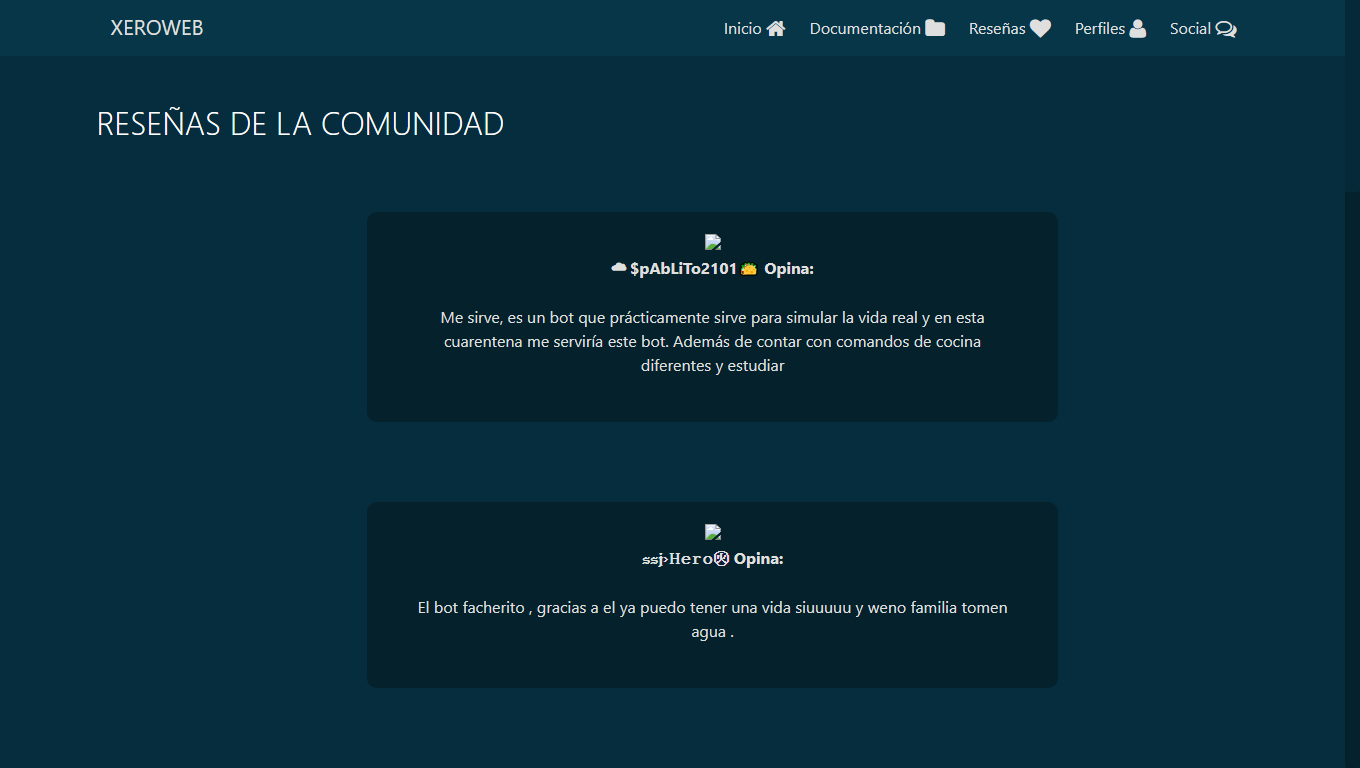 XEROWEB
Inicio Documentación Reseñas Perfiles Social
RESEÑAS DE LA COMUNIDAD
☁$pAbLiTo2101🌮 Opina:
Me sirve, es un bot que prácticamente sirve para simular la vida real y en esta
cuarentena me serviría este bot. Además de contar con comandos de cocina
diferentes y estudiar
ssj>Hero Opina:
El bot facherito , gracias a el ya puedo tener una vida siuuuuu y weno familia tomen
agua .